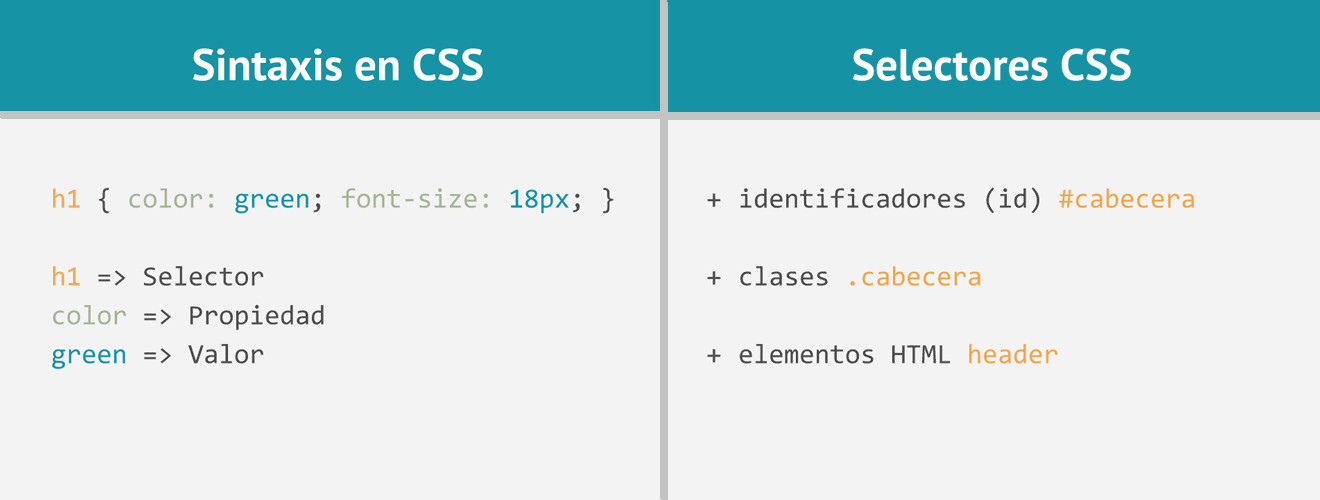 Sintaxis en CSS
h1 { color: green; font-size: 18px; }
h1 => Selector
color => Propiedad
green => Valor
Selectores CSS
+ identificadores (id) #cabecera
+ clases .cabecera
+ elementos HTML header